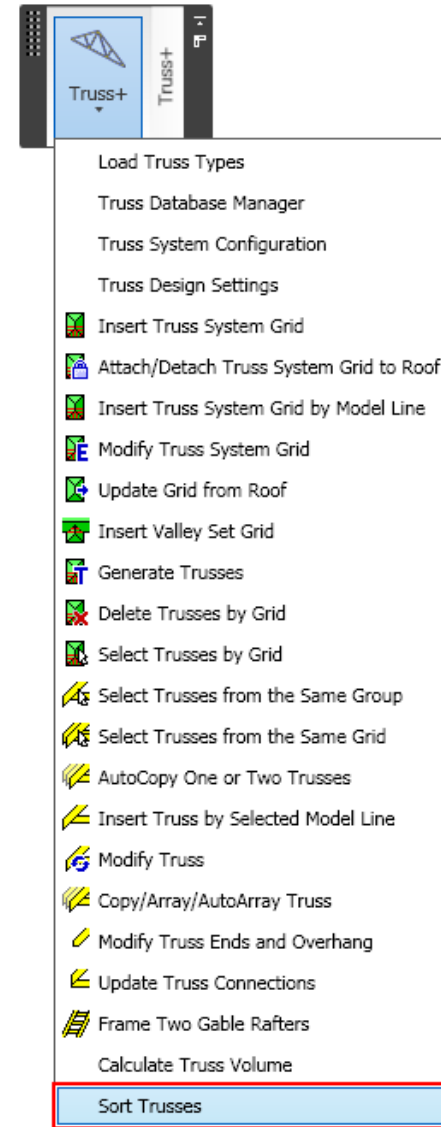 Truss+
Truss+
Load Truss Types
Truss Database Manager
Truss System Configuration
Truss Design Settings
Insert Truss System Grid
Attach/Detach Truss System Grid to Roof
Insert Truss System Grid by Model Line
Modify Truss System Grid
Update Grid from Roof
Insert Valley Set Grid
Generate Trusses
Delete Trusses by Grid
Select Trusses by Grid
Select Trusses from the Same Group
Select Trusses from the Same Grid
AutoCopy One or Two Trusses
Insert Truss by Selected Model Line
Modify Truss
Copy/Array/AutoArray Truss
Modify Truss Ends and Overhang
Update Truss Connections
Frame Two Gable Rafters
Calculate Truss Volume
Sort Trusses